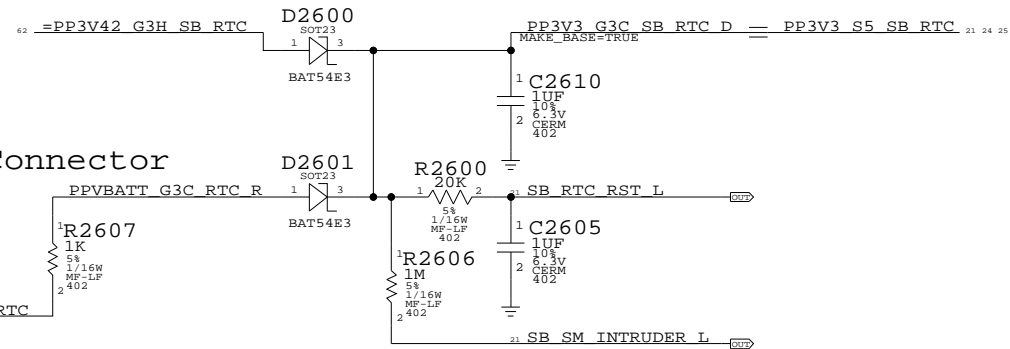 D2600
SOT23
62 =PP3V42_G3H_SB_RTC
1 3
BAT54E3
PP3V3_G3C_SB_RTC_D
MAKE_BASE=TRUE
PP3V3_S5_SB_RTC 21 24 25
1 C2610
1UF
10%
6.3V
2 CERM
402
Connector
D2601
SOT23
PPVBATT_G3C_RTC_R
1 3
BAT54E3
R2600
20K
1 2
5%
1/16W
MF-LF
402
21 SB_RTC_RST_L OUT
1 R2607
1K
5%
1/16W
MF-LF
2 402
RTC
1 R2606
1M
5%
1/16W
MF-LF
2 402
1 C2605
1UF
10%
6.3V
2 CERM
402
21 SB_SM_INTRUDER_L OUT